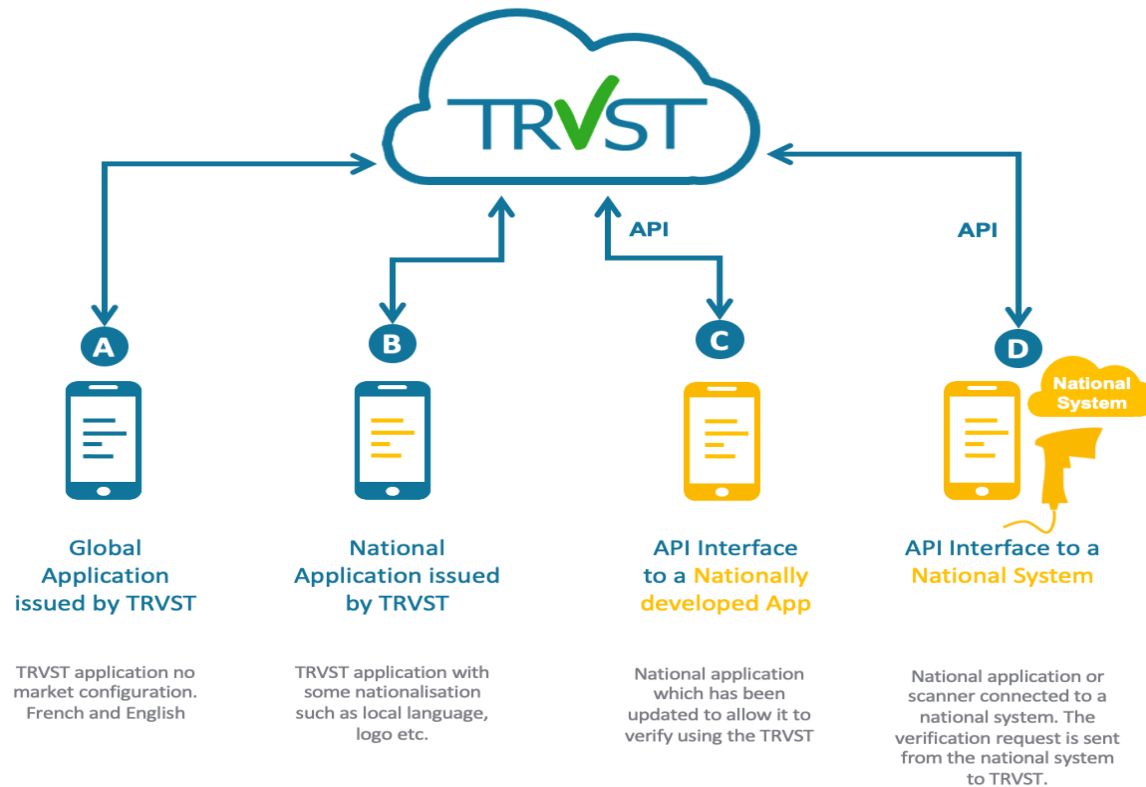 TRVST
API
API
A
B
C
D
National
System
Global
Application
issued by TRVST
National
Application issued
by TRVST
API Interface
to a Nationally
developed App
API Interface to a
National System
TRVST application no
market configuration.
French and English
TRVST application with
some nationalisation
such as local language,
logo etc.
National application
which has been
updated to allow it to
verify using the TRVST
National application or
scanner connected to a
national system. The
verification request is sent
from the national system
to TRVST.